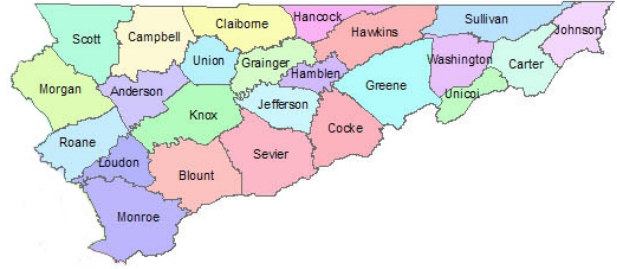 Scott
Campbell
Claiborne
Hancock
Hawkins
Sullivan
Johnson
Union
Grainger
Hamblen
Greene
Washington
Carter
Unicoi
Morgan
Anderson
Knox
Jefferson
Cocke
Roane
Loudon
Blount
Sevier
Monroe